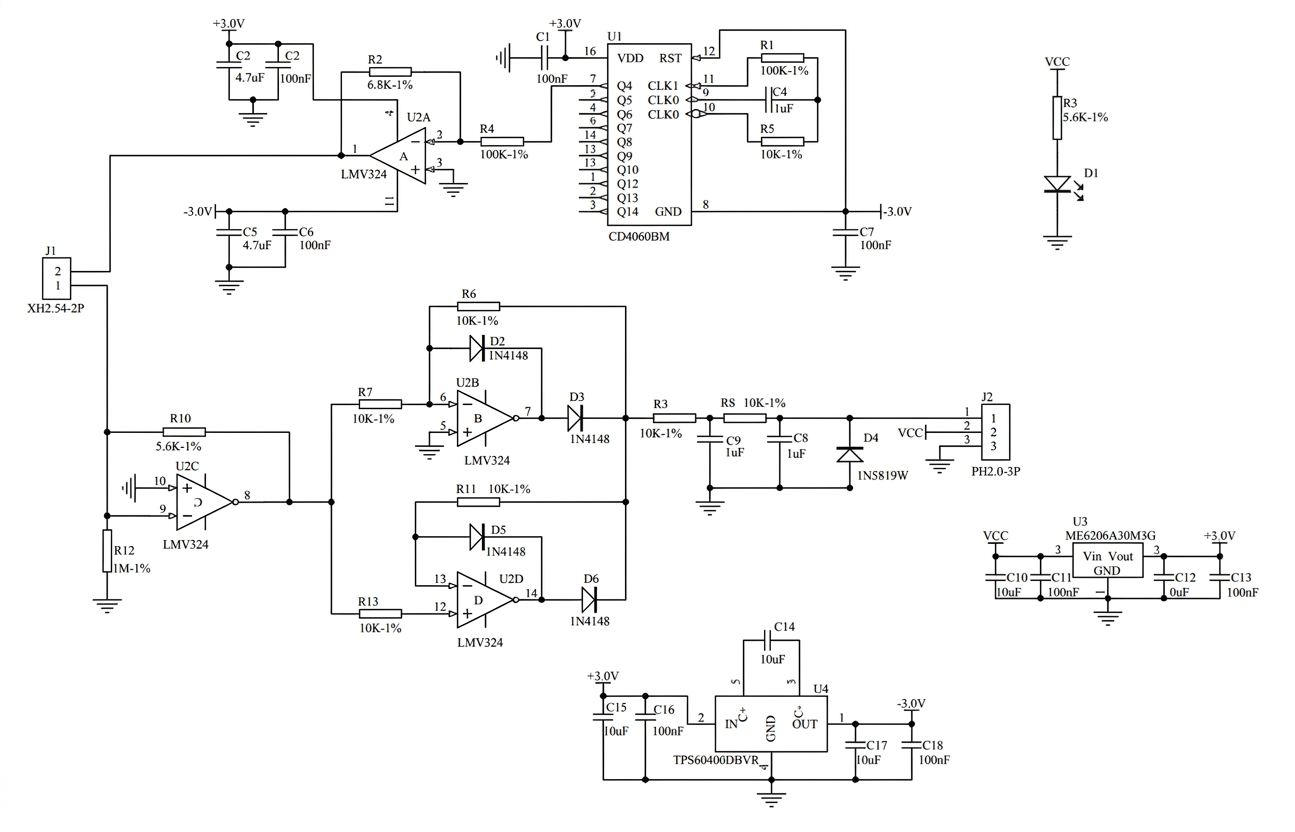 +3.0V
C2
4.7uF
C2
100nF
R2
6.8K-1%
4
U2A
2
3
1
A
LMV324
11
R4
100K-1%
-3.0V
C5
4.7uF
C6
100nF
+3.0V
C1
100nF
U1
16
VDD
RST
12
7
Q4
CLK1
11
5
Q5
CLK0
9
4
Q6
CLK0
10
6
Q7
14
Q8
13
Q9
13
Q10
1
Q12
2
Q13
3
Q14
GND
8
CD4060BM
R1
100K-1%
C4
1uF
R5
10K-1%
-3.0V
C7
100nF
VCC
R3
5.6K-1%
D1
J1
2
1
XH2.54-2P
R6
10K-1%
D2
1N4148
R7
10K-1%
U2B
6
5
B
7
LMV324
D3
1N4148
R10
5.6K-1%
U2C
10
9
C
8
LMV324
R12
1M-1%
R11 10K-1%
D5
1N4148
U2D
13
12
D
14
LMV324
R13
10K-1%
D6
1N4148
R3
10K-1%
R8 10K-1%
C9
1uF
C8
1uF
D4
1NS819W
J2
1
1
VCC
2
2
3
3
PH2.0-3P
U3
ME6206A30M3G
VCC
3
Vin Vout
GND
3
1
+3.0V
C10
10uF
C11
100nF
C12
0uF
C13
100nF
C14
10uF
5
3
+3.0V
C15
10uF
C16
100nF
2
IN
C+
GND
OUT
U4
1
TPS60400DBVR
4
-3.0V
C17
10uF
C18
100nF